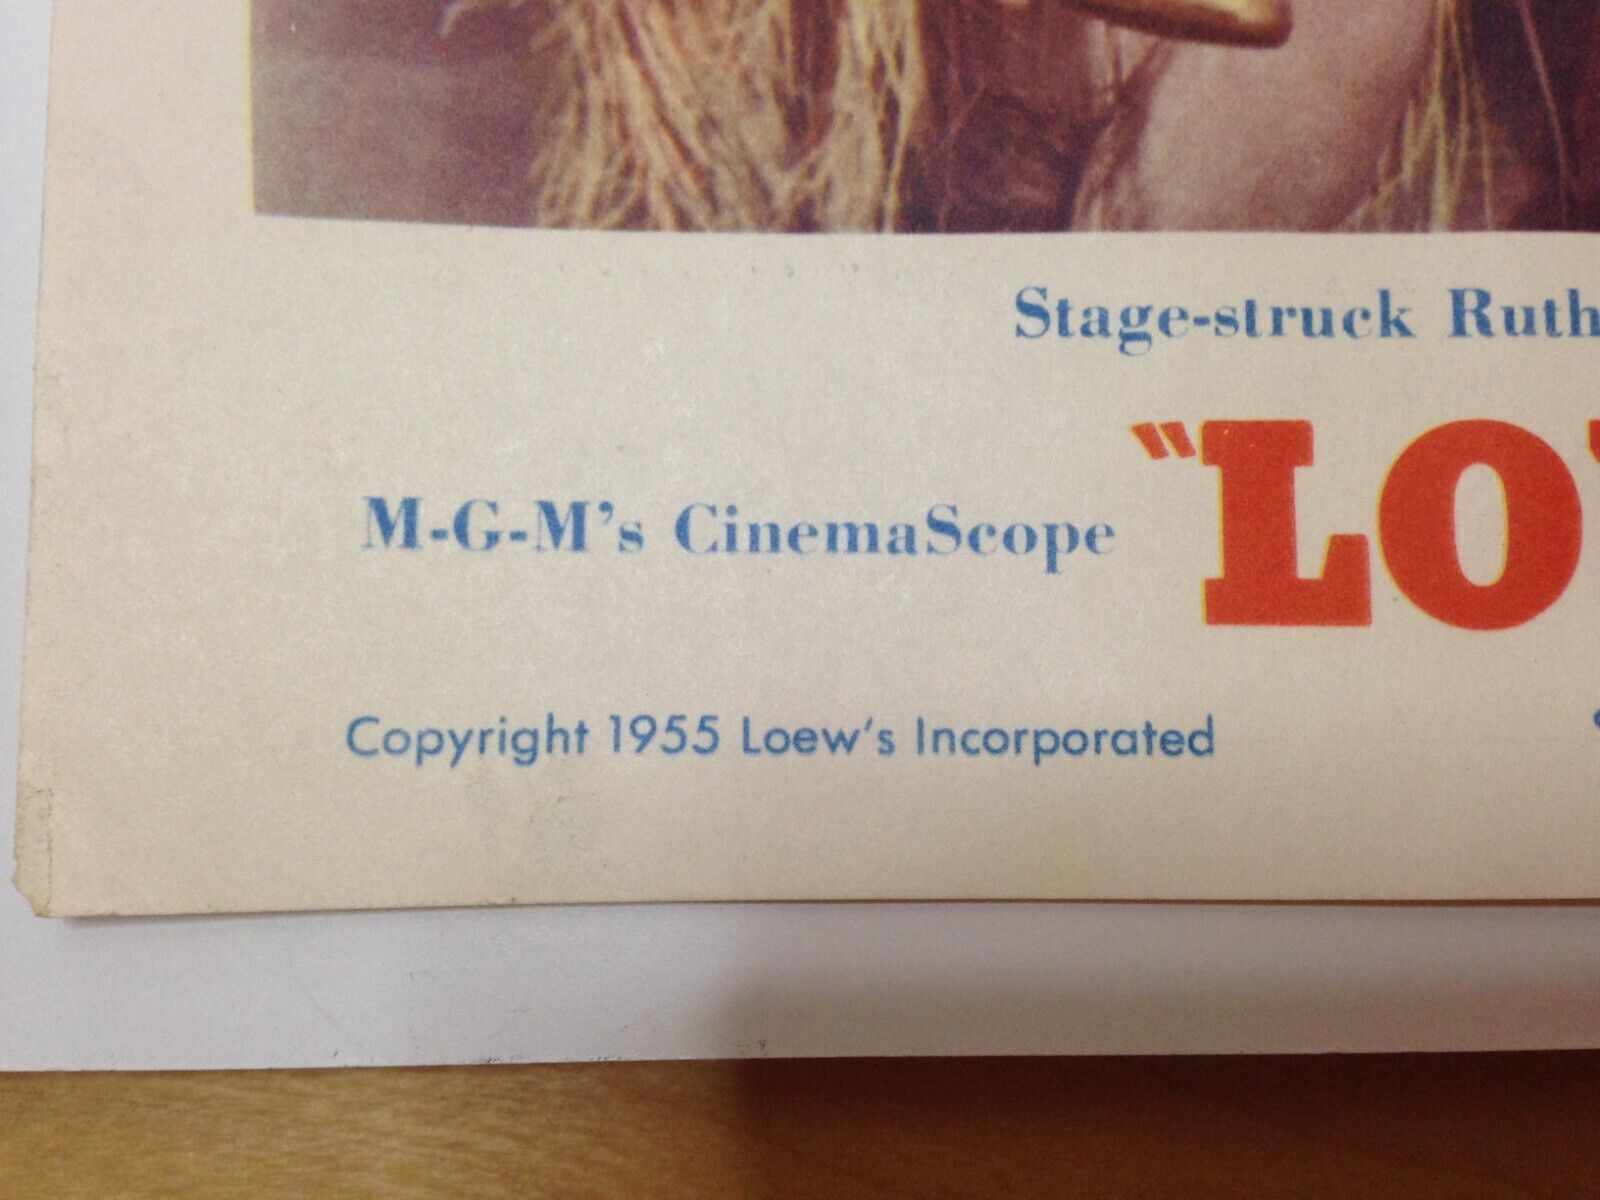 Stage-struck Ruth
M-G-M's CinemaScope "LO
Copyright 1955 Loew's Incorporated